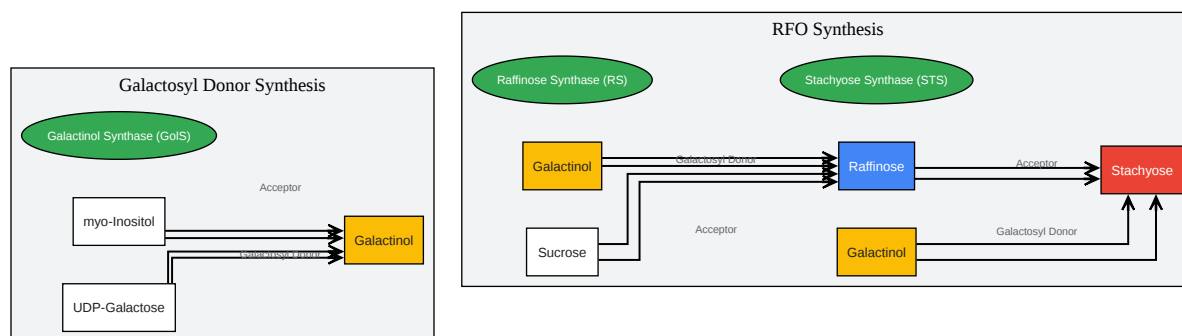 Galactosyl Donor Synthesis
Galactinol Synthase (GolS)
Acceptor
myo-Inositol
Galactinol
Galactosyl Donor
UDP-Galactose
RFO Synthesis
Raffinose Synthase (RS)
Stachyose Synthase (STS)
Galactinol
Galactosyl Donor
Raffinose
Acceptor
Stachyose
Sucrose
Acceptor
Galactinol
Galactosyl Donor